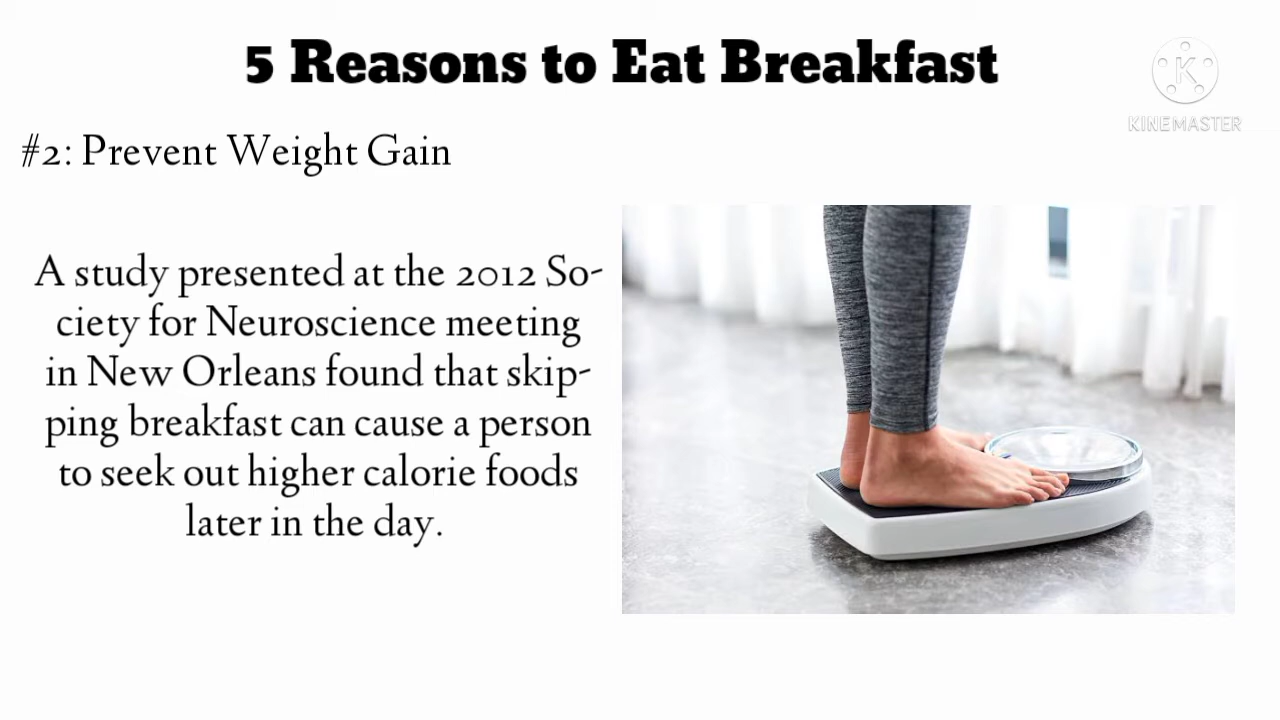 5 Reasons to Eat Breakfast
KINEMASTER
#2: Prevent Weight Gain
A study presented at the 2012 So-
ciety for Neuroscience meeting
in New Orleans found that skip-
ping breakfast can cause a person
to seek out higher calorie foods
later in the day.